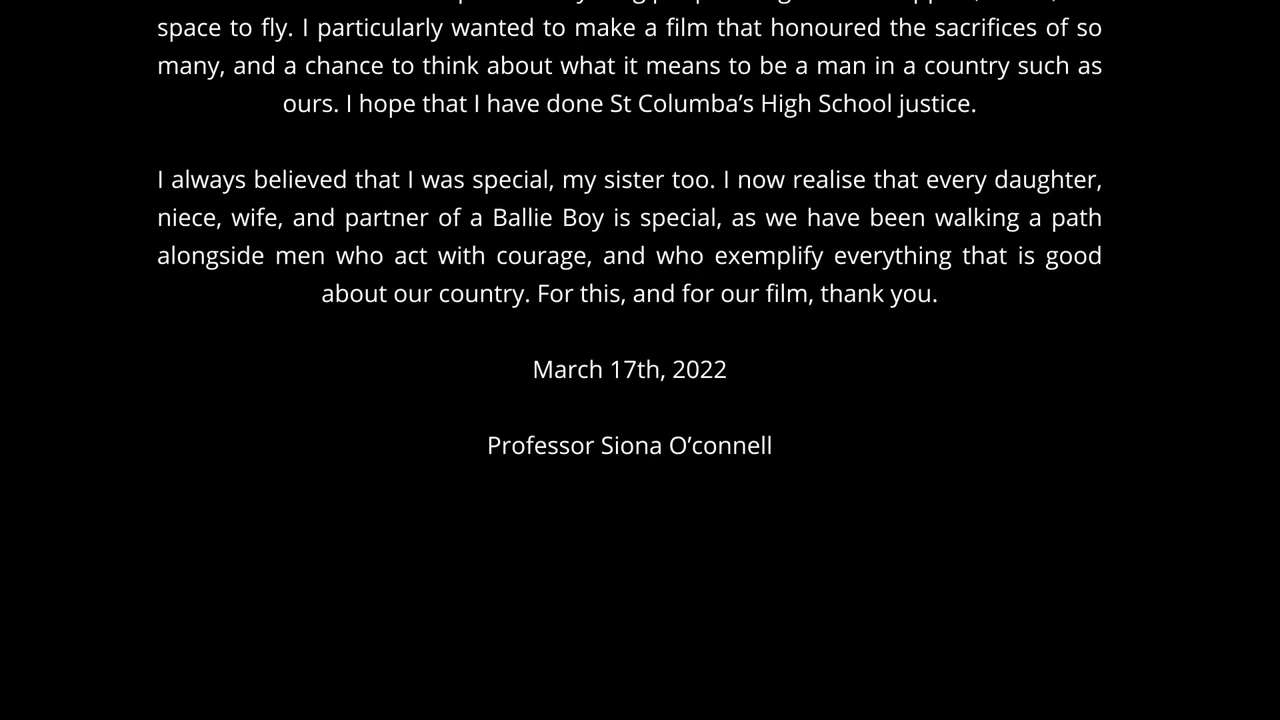 space to fly. I particularly wanted to make a film that honoured the sacrifices of so
many, and a chance to think about what it means to be a man in a country such as
ours. I hope that I have done St Columba’s High School justice.
I always believed that I was special, my sister too. I now realise that every daughter,
niece, wife, and partner of a Ballie Boy is special, as we have been walking a path
alongside men who act with courage, and who exemplify everything that is good
about our country. For this, and for our film, thank you.
March 17th, 2022
Professor Siona O’connell